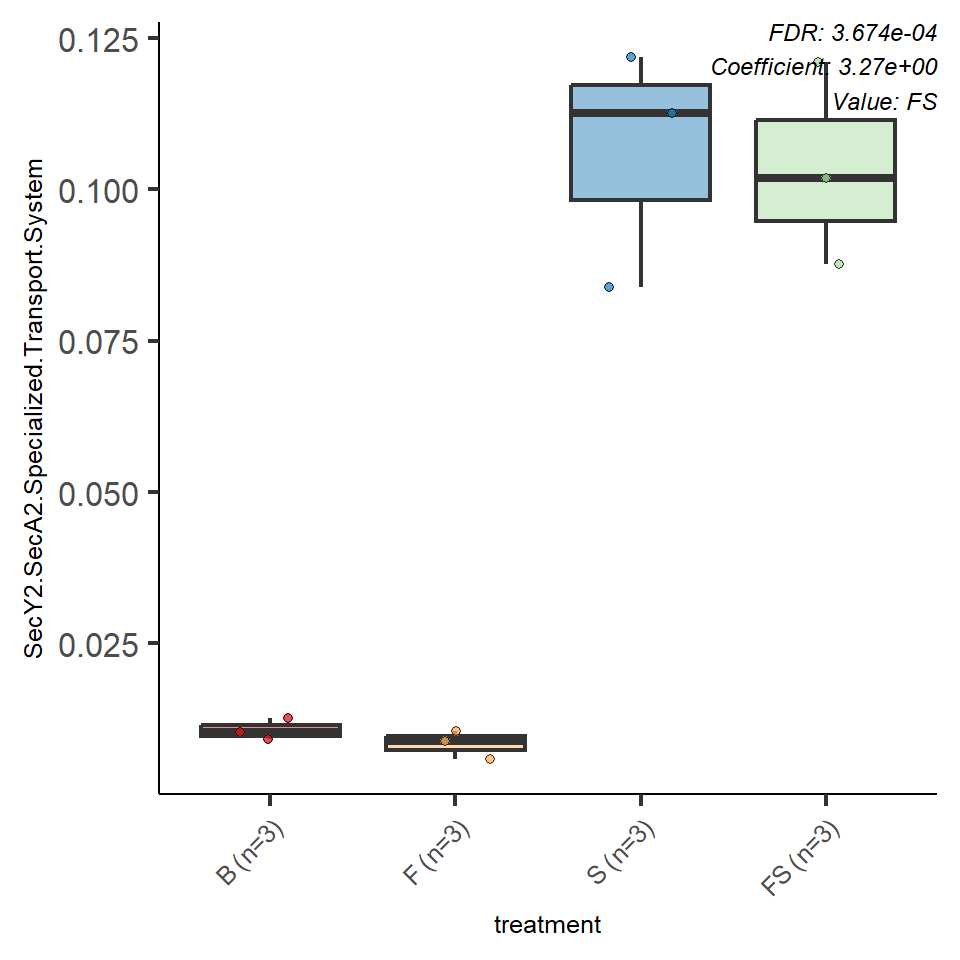 FDR: 3.674e-04
Coefficient: 3.27e+00
Value: FS
SecY2.SecA2.Specialized.Transport.System
0.125
0.100
0.075
0.050
0.025
B (n=3)
F (n=3)
S (n=3)
FS (n=3)
treatment